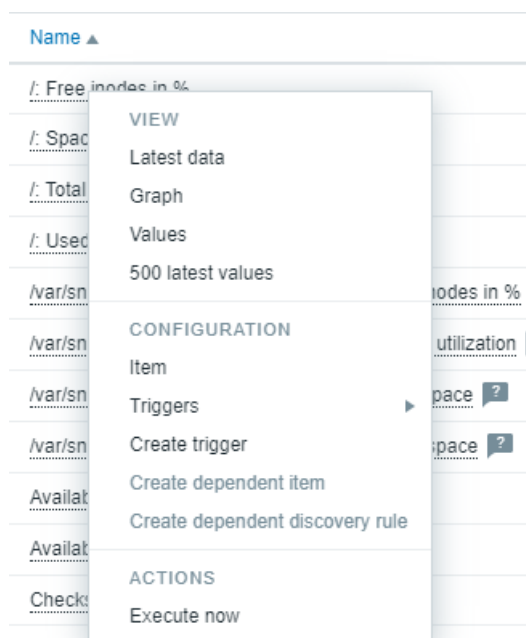 Name ▲
/: Free inodes in %
/: Spac
/: Total
/: Used
/var/sn
nodes in %
/var/sn
utilization
/var/sn
pace ?
/var/sn
space ?
Availab
Availab
Checks
VIEW
Latest data
Graph
Values
500 latest values
CONFIGURATION
Item
Triggers
Create trigger
Create dependent item
Create dependent discovery rule
ACTIONS
Execute now